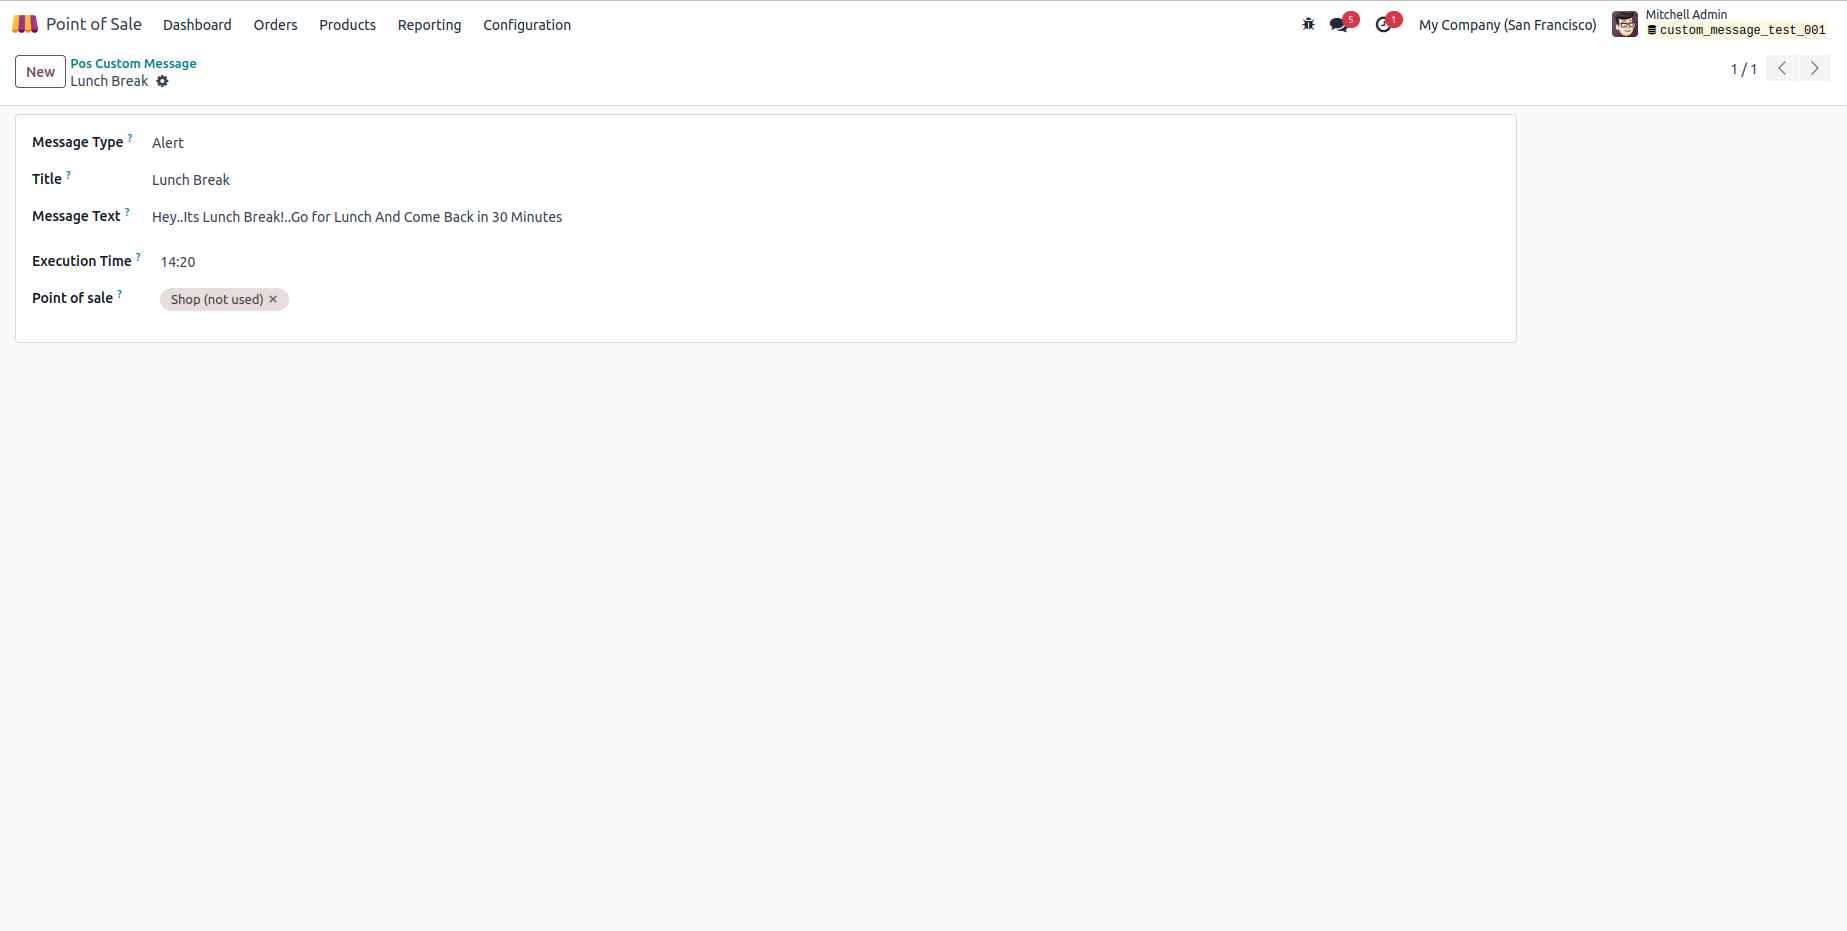 Point of Sale Dashboard Orders Products Reporting Configuration 5 1 My Company (San Francisco) Mitchell Admin
custom_message_test_001
New Pos Custom Message
Lunch Break
1 / 1
Message Type ? Alert
Title ? Lunch Break
Message Text ? Hey..Its Lunch Break!..Go for Lunch And Come Back in 30 Minutes
Execution Time ? 14:20
Point of sale ? Shop (not used) ×